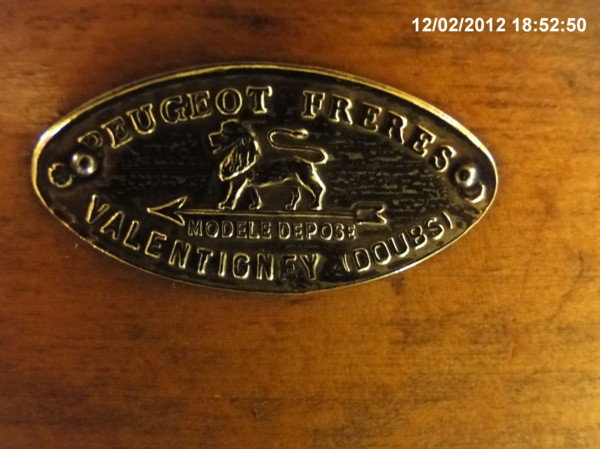 12/02/2012 18:52:50
PEUGEOT FRERES
MODELE DEPOSE
VALENTIGNEY (DOUBS)